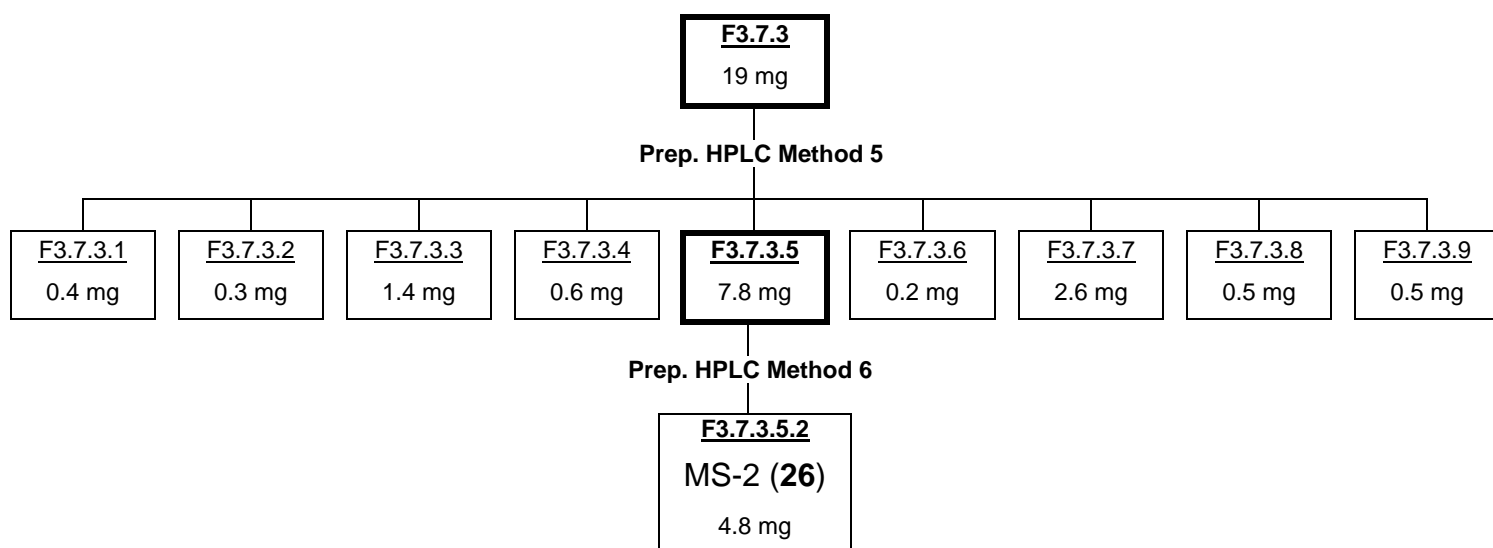 F3.7.3
19 mg
Prep. HPLC Method 5
F3.7.3.1
0.4 mg
F3.7.3.2
0.3 mg
F3.7.3.3
1.4 mg
F3.7.3.4
0.6 mg
F3.7.3.5
7.8 mg
F3.7.3.6
0.2 mg
F3.7.3.7
2.6 mg
F3.7.3.8
0.5 mg
F3.7.3.9
0.5 mg
Prep. HPLC Method 6
F3.7.3.5.2
MS-2 (26)
4.8 mg